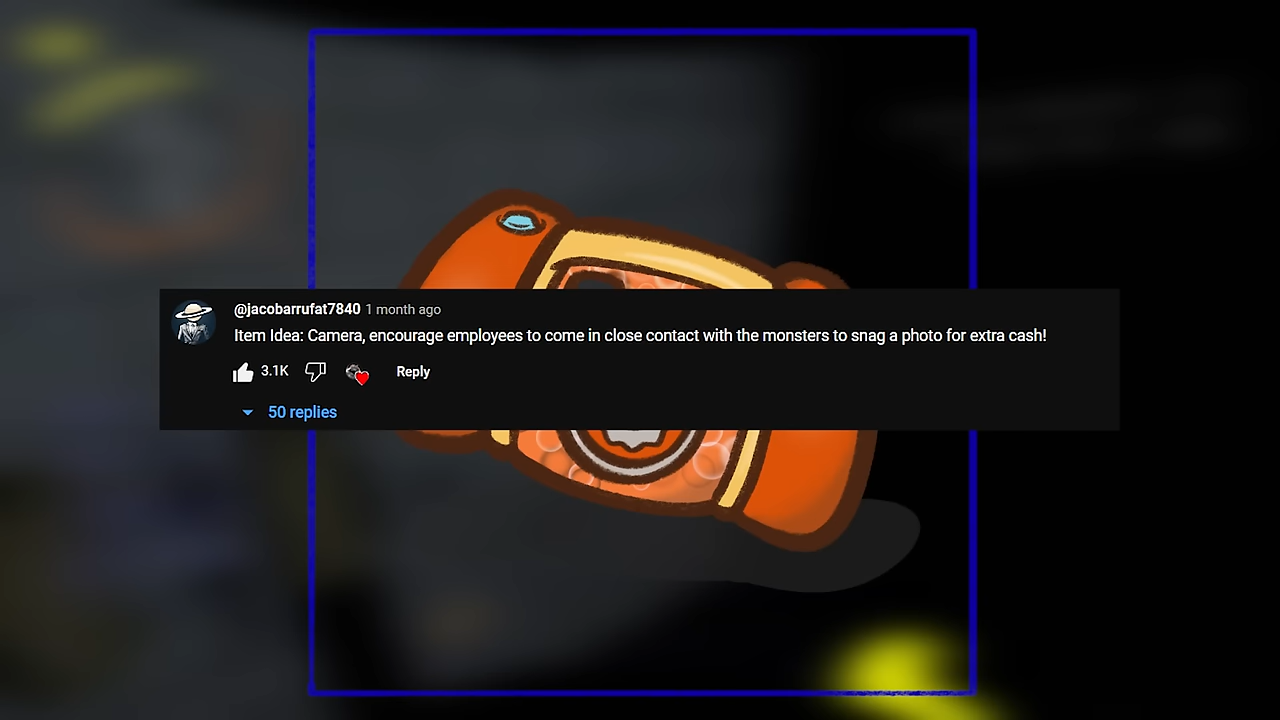 @jacobarrufat7840 1 month ago
Item Idea: Camera, encourage employees to come in close contact with the monsters to snag a photo for extra cash!
3.1K Reply
50 replies